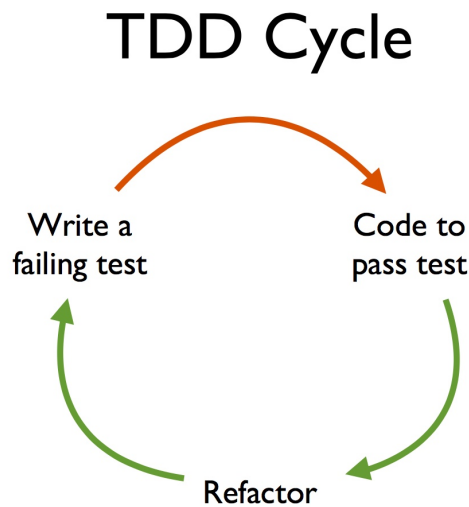 TDD Cycle
Write a
failing test
Code to
pass test
Refactor